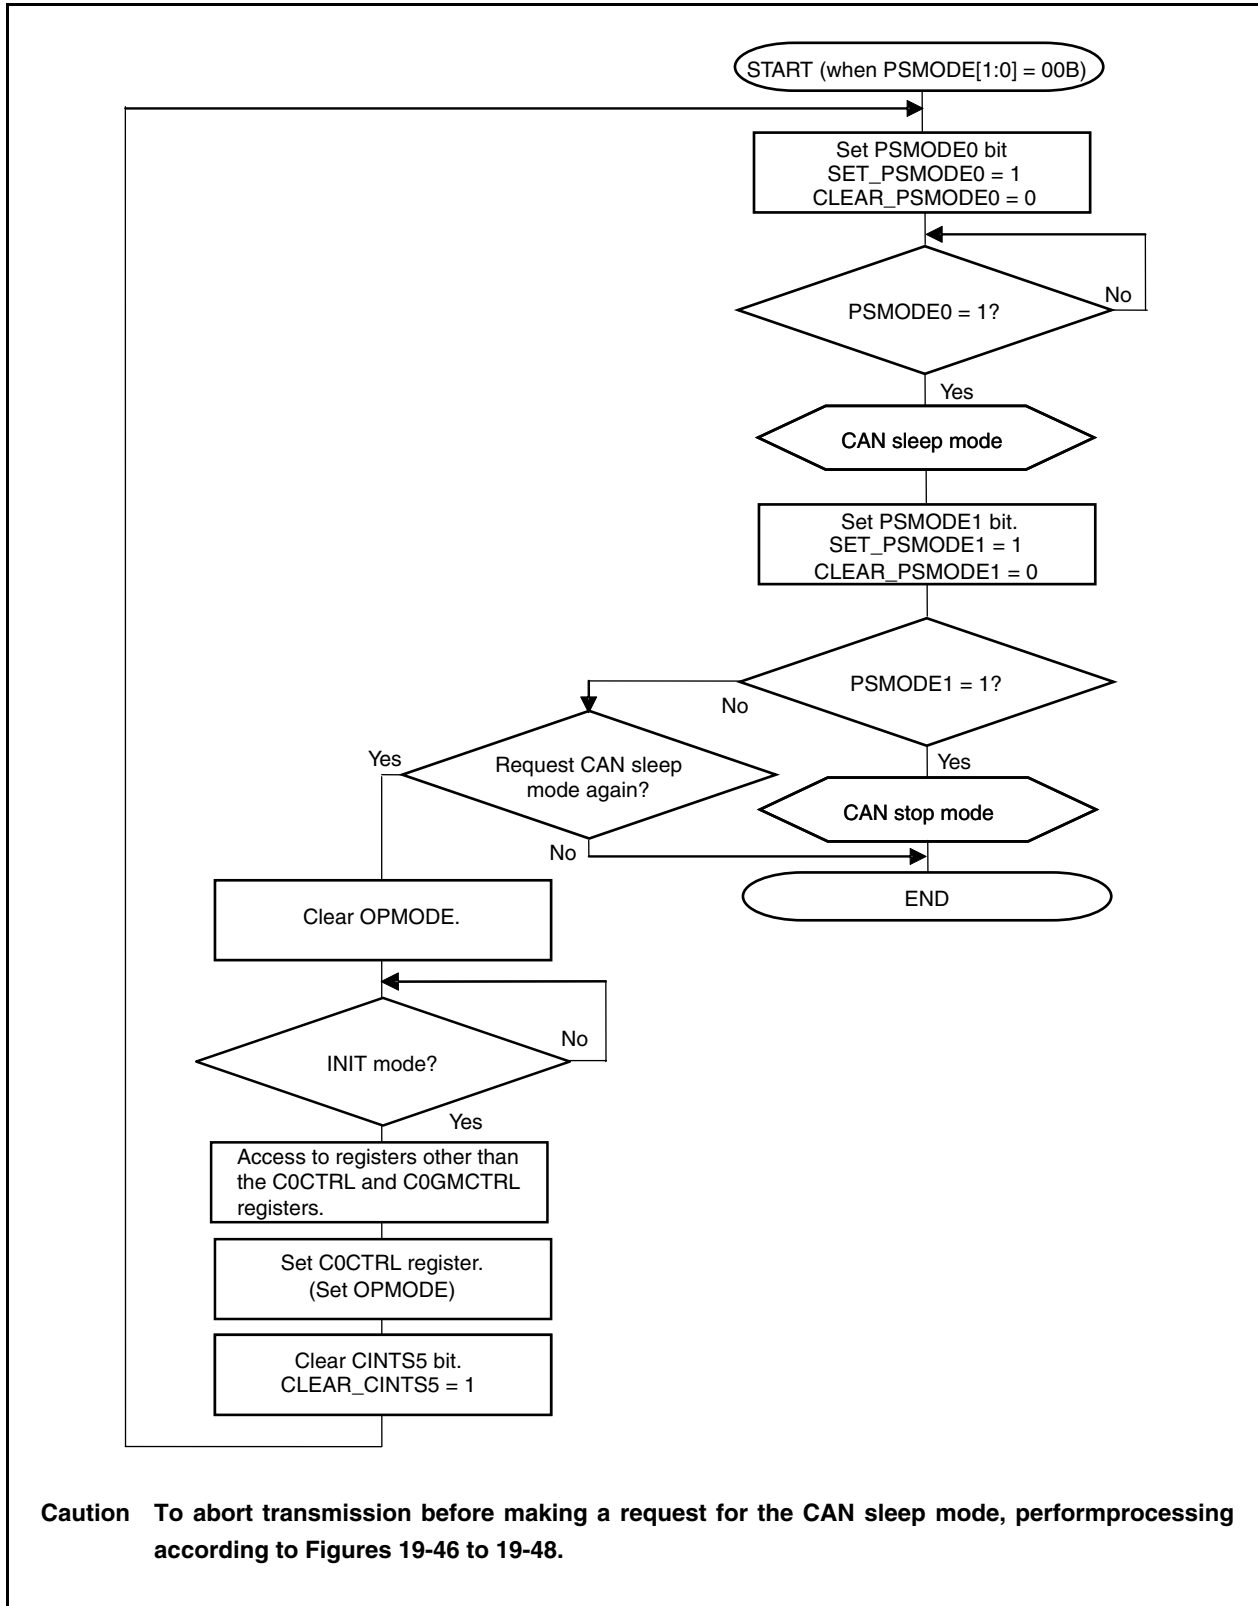 START (when PSMODE[1:0] = 00B)
Set PSMODE0 bit
SET_PSMODE0 = 1
CLEAR_PSMODE0 = 0
PSMODE0 = 1?
No
Yes
CAN sleep mode
Set PSMODE1 bit.
SET_PSMODE1 = 1
CLEAR_PSMODE1 = 0
PSMODE1 = 1?
No
Yes
CAN stop mode
Request CAN sleep
mode again?
Yes
No
END
Clear OPMODE.
INIT mode?
No
Yes
Access to registers other than
the C0CTRL and C0GMCTRL
registers.
Set C0CTRL register.
(Set OPMODE)
Clear CINTS5 bit.
CLEAR_CINTS5 = 1
Caution To abort transmission before making a request for the CAN sleep mode, performprocessing
according to Figures 19-46 to 19-48.